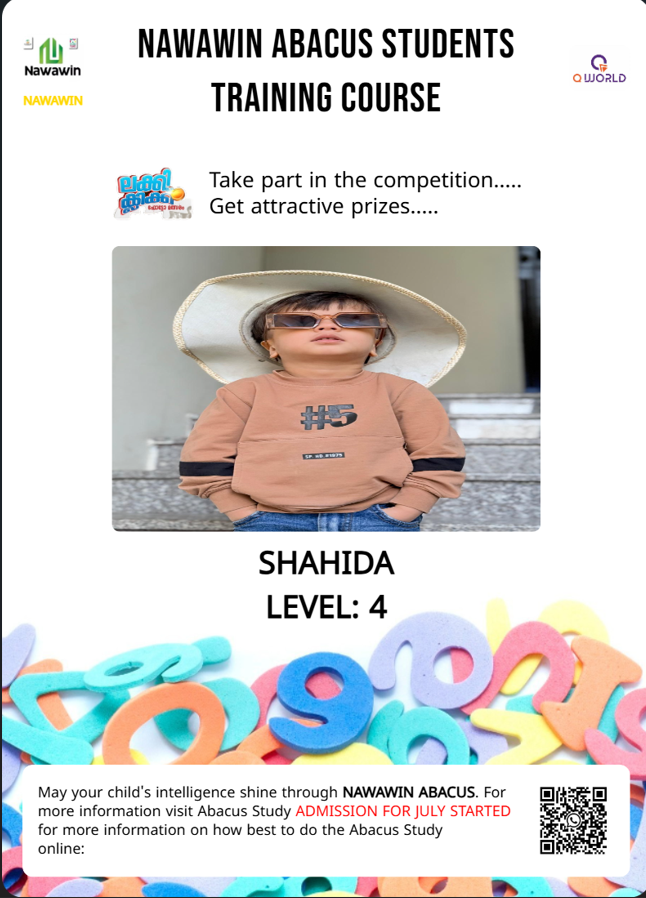 Nawawin
NAWAWIN
NAWAWIN ABACUS STUDENTS
TRAINING COURSE
Q WORLD
ലക്കി
ക്ലിക്ക്
Take part in the competition.....
Get attractive prizes.....
#5
SHAHIDA
LEVEL: 4
May your child's intelligence shine through NAWAWIN ABACUS. For
more information visit Abacus Study ADMISSION FOR JULY STARTED
for more information on how best to do the Abacus Study
online: